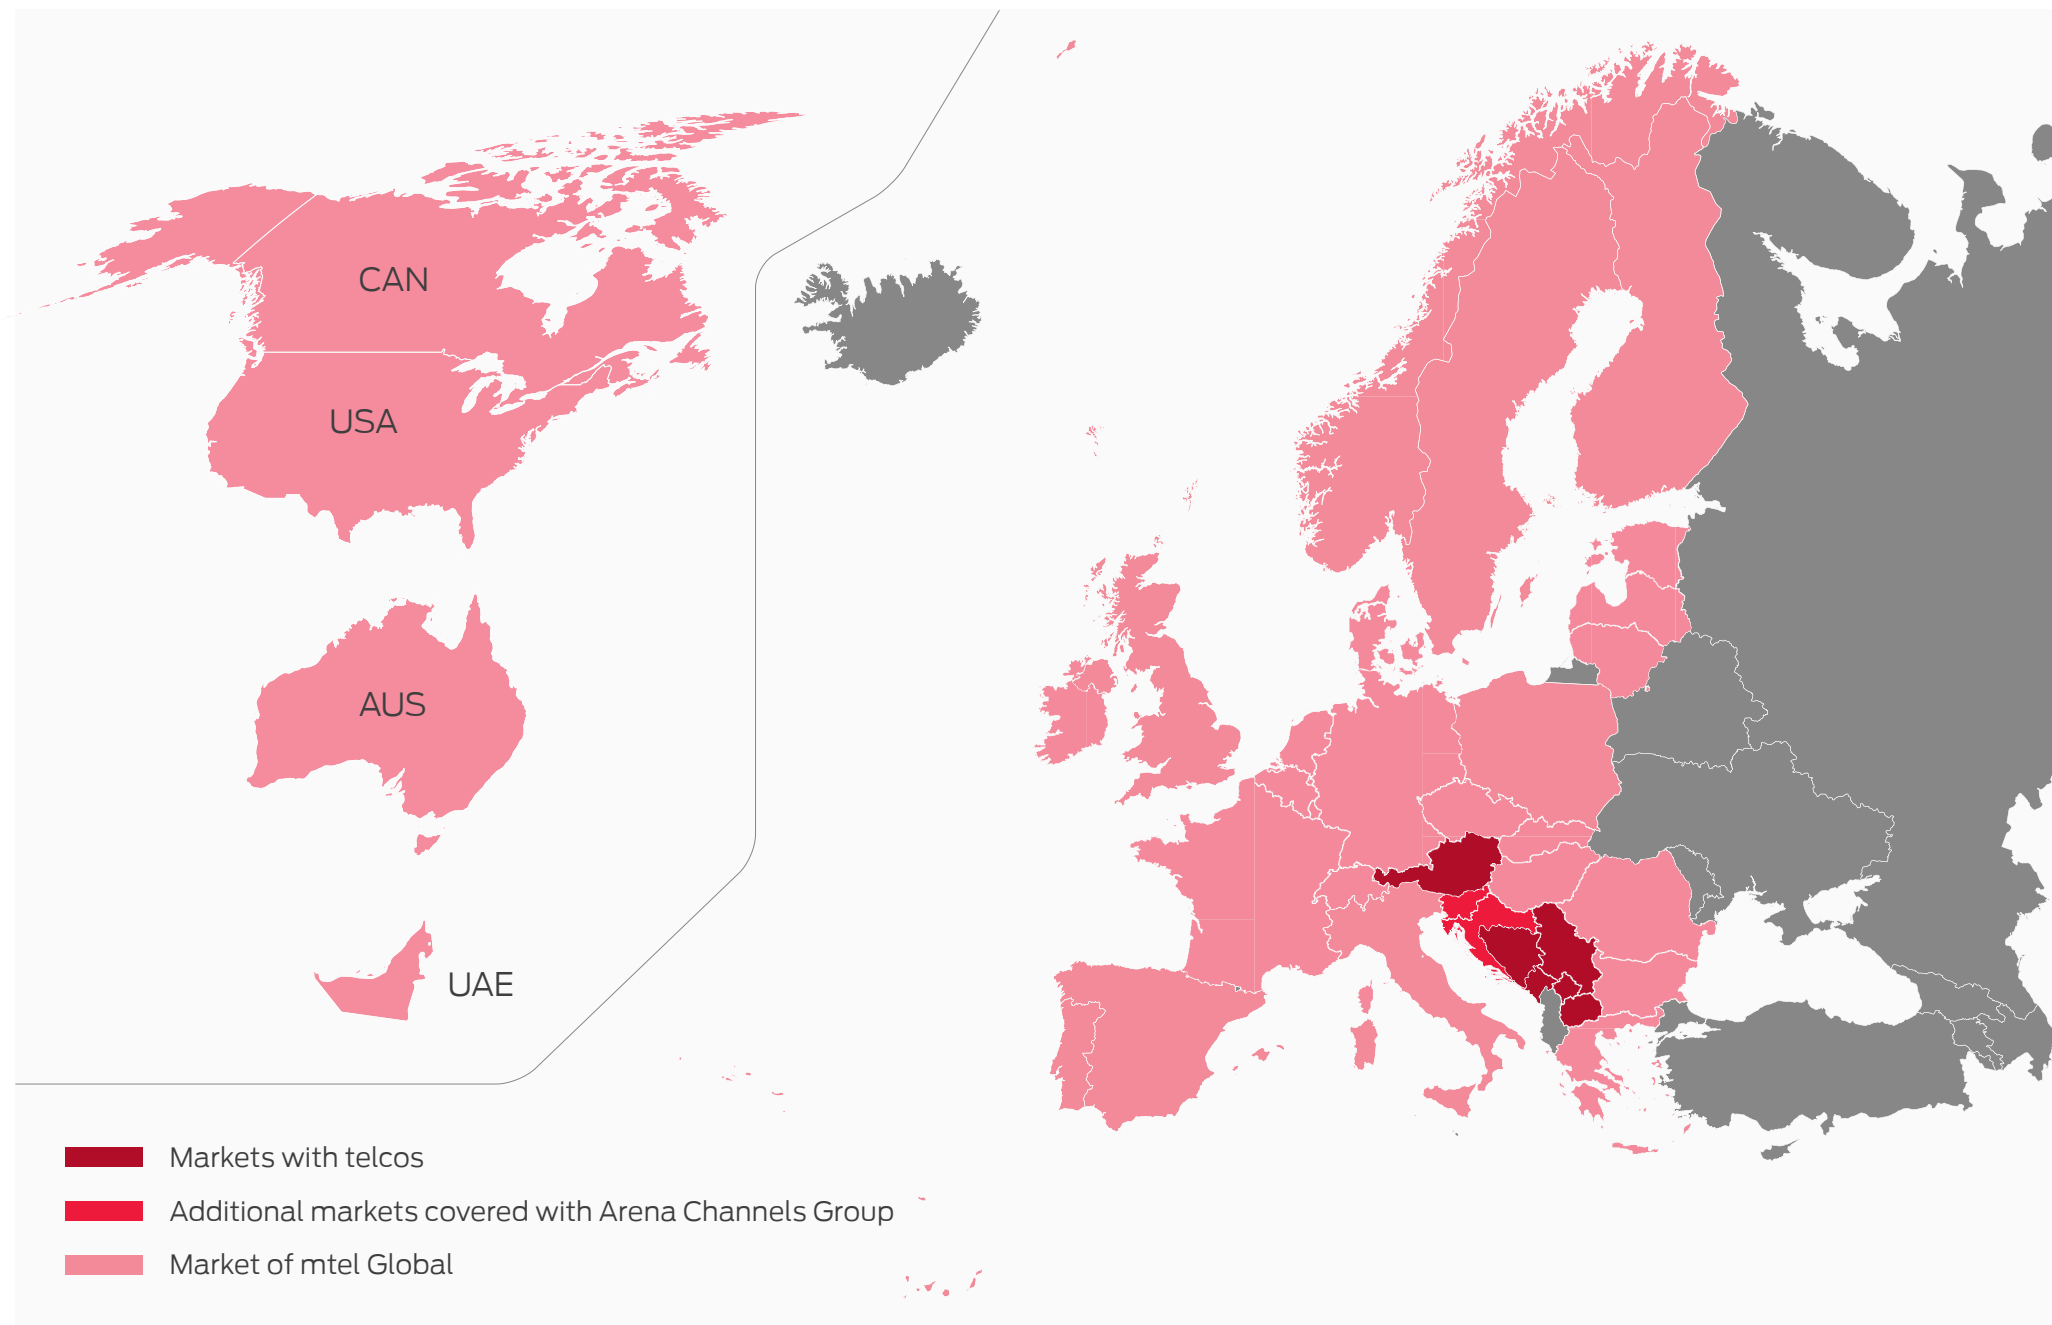 CAN
USA
AUS
UAE
Markets with telcos
Additional markets covered with Arena Channels Group
Market of mtel Global